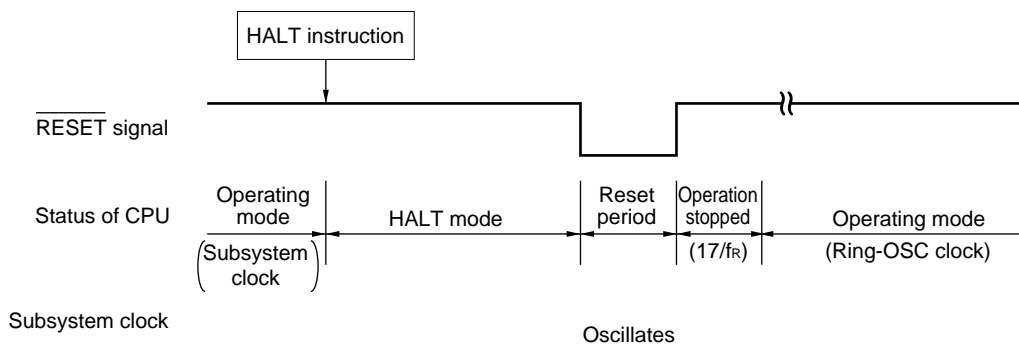 HALT instruction
RESET signal
Status of CPU
Operating
mode
(Subsystem
clock)
HALT mode
Reset
period
Operation
stopped
(17/fR)
Operating mode
(Ring-OSC clock)
Subsystem clock
Oscillates